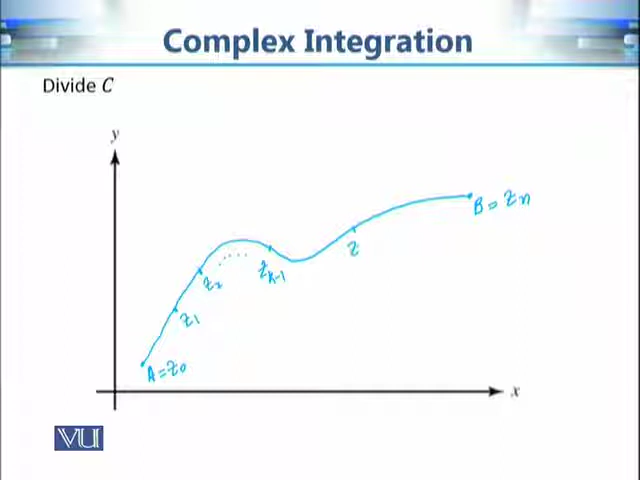 Complex Integration
Divide C
y
B = zn
z
zk-1
z2
z1
A = z0
x
VU